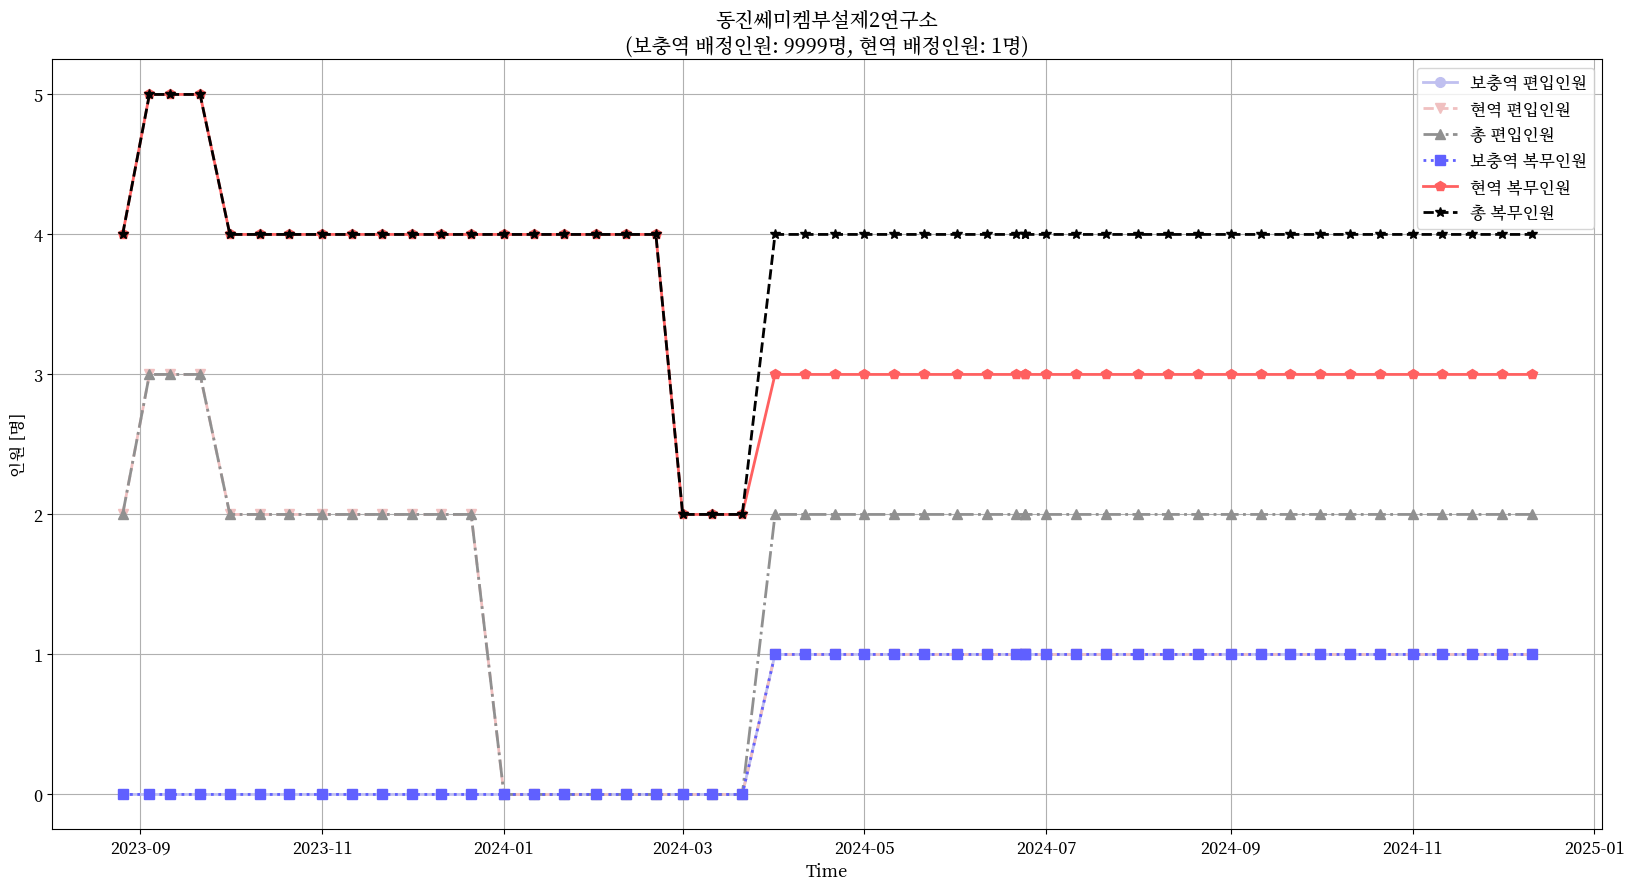 동진쎄미켐부설제2연구소
(보충역 배정인원: 9999명, 현역 배정인원: 1명)
보충역 편입인원
현역 편입인원
총 편입인원
보충역 복무인원
현역 복무인원
총 복무인원
인원 [명]
5
4
3
2
1
0
2023-09
2023-11
2024-01
2024-03
2024-05
2024-07
2024-09
2024-11
2025-01
Time